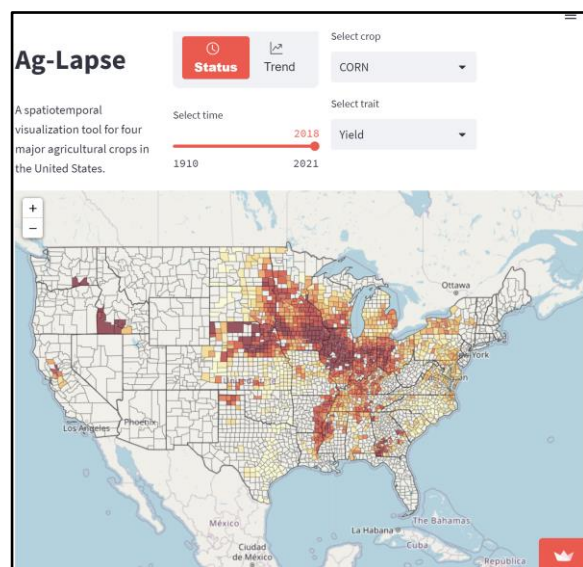 Ag-Lapse
A spatiotemporal
visualization tool for four
major agricultural crops in
the United States.
Status
Trend
Select time
2018
1910
2021
Select crop
CORN
Select trait
Yield
+
−
Ottawa
Los Angeles
Phoenix
México
Ciudad
de México
La Habana
The Bahamas
Cuba